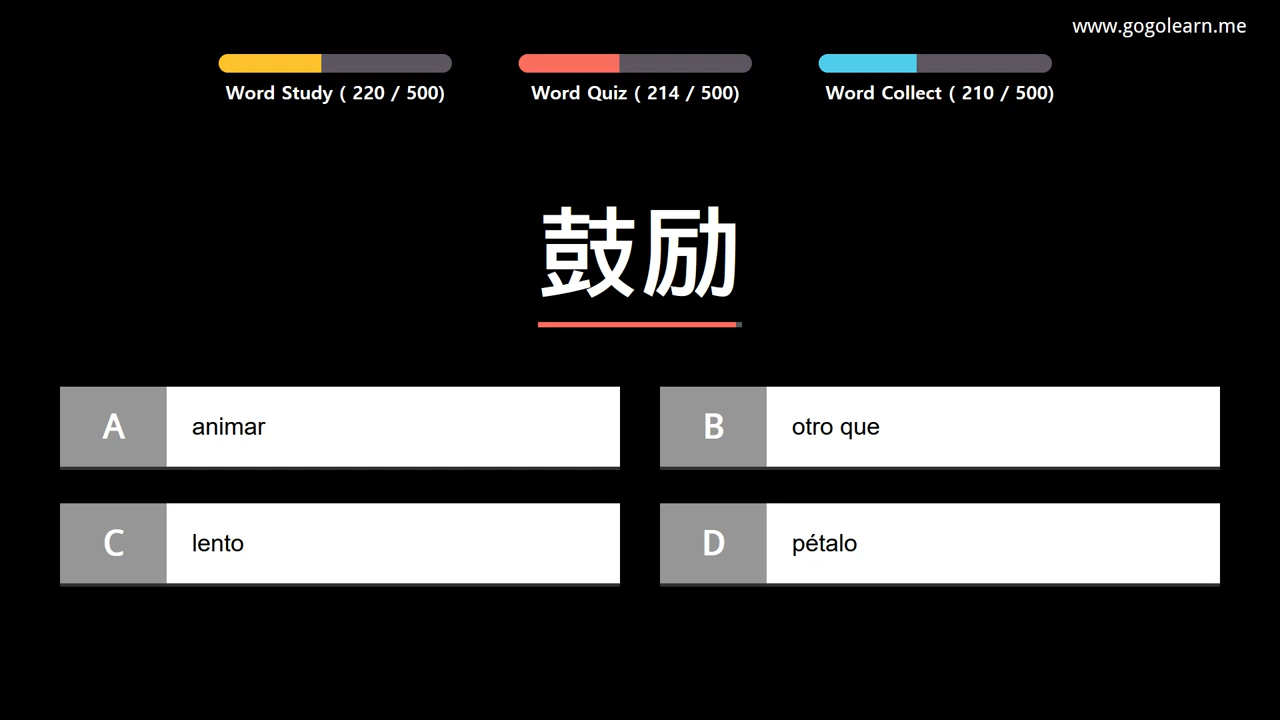 www.gogolearn.me
Word Study ( 220 / 500)
Word Quiz ( 214 / 500)
Word Collect ( 210 / 500)
鼓励
A animar
B otro que
C lento
D pétalo